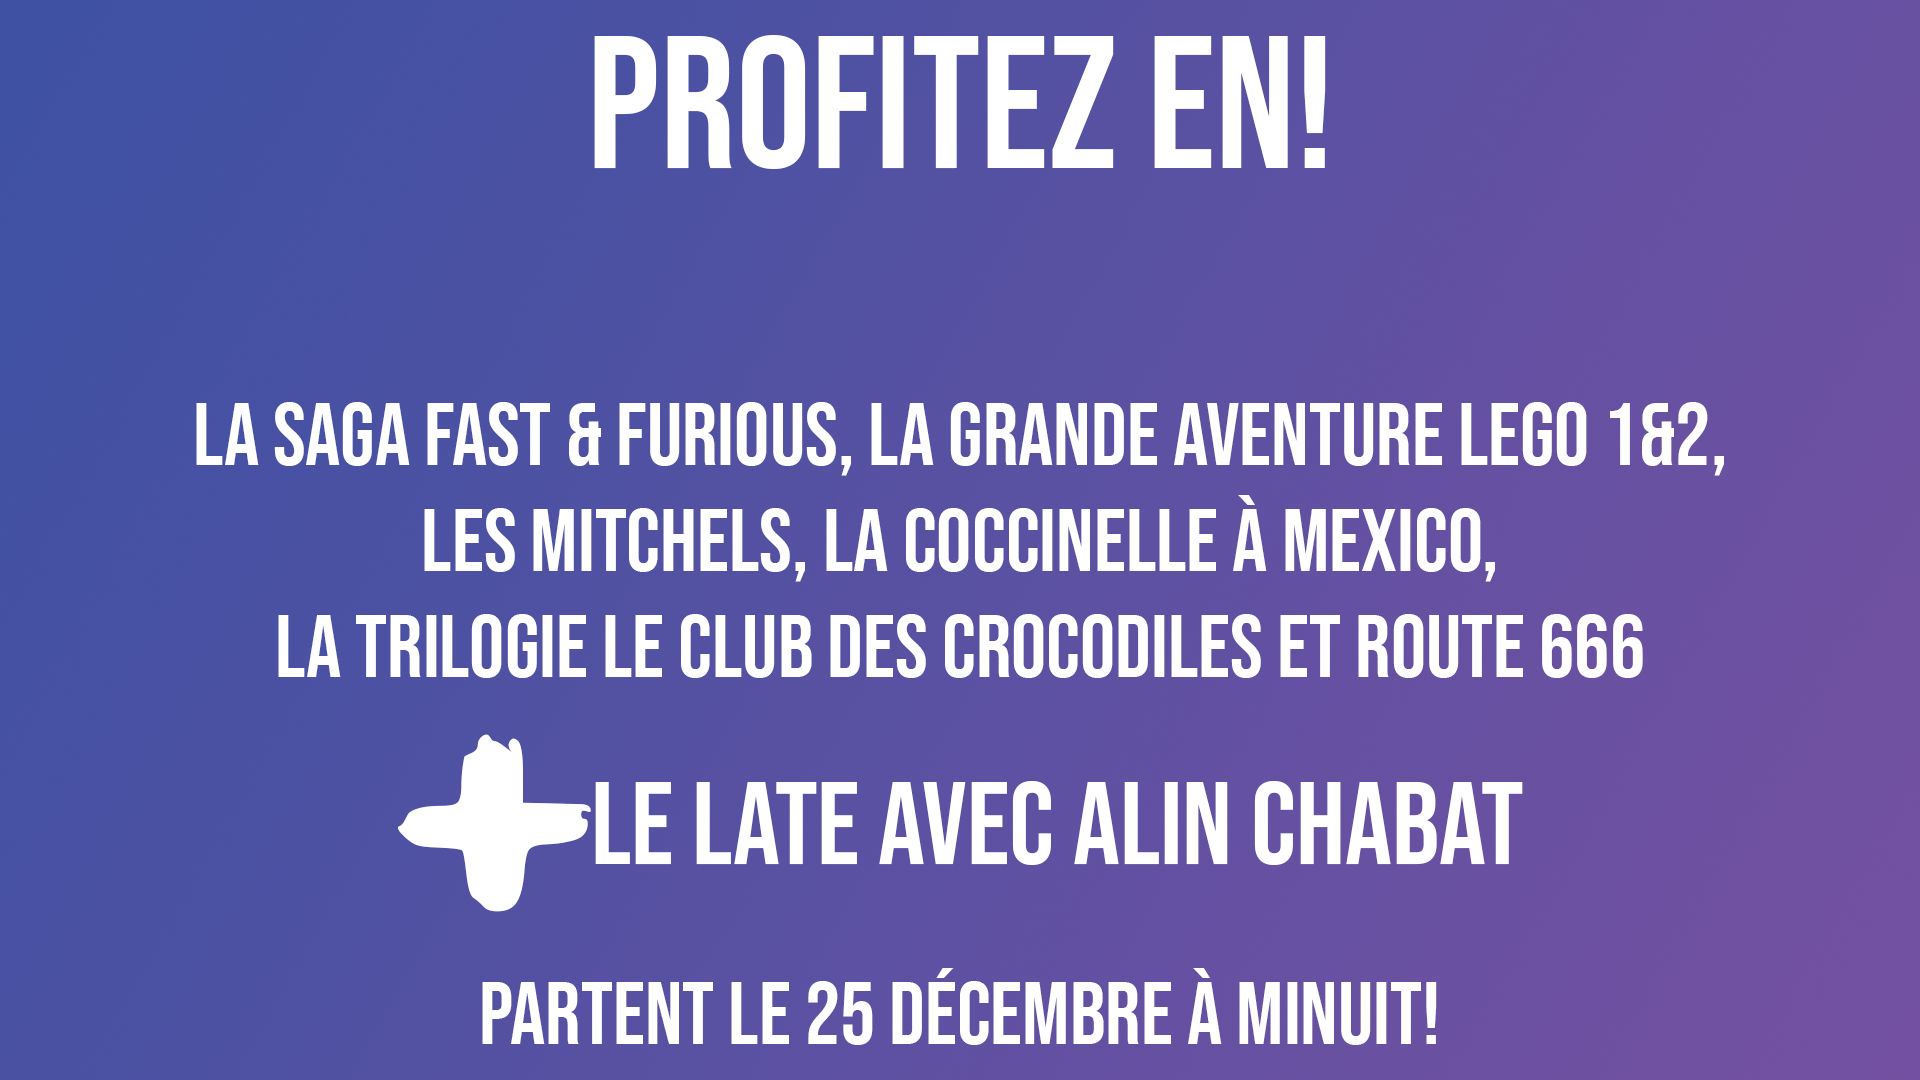 PROFITEZ EN!
LA SAGA FAST & FURIOUS, LA GRANDE AVENTURE LEGO 1&2,
LES MITCHELS, LA COCCINELLE À MEXICO,
LA TRILOGIE LE CLUB DES CROCODILES ET ROUTE 666
LE LATE AVEC ALIN CHABAT
PARTENT LE 25 DÉCEMBRE À MINUIT!